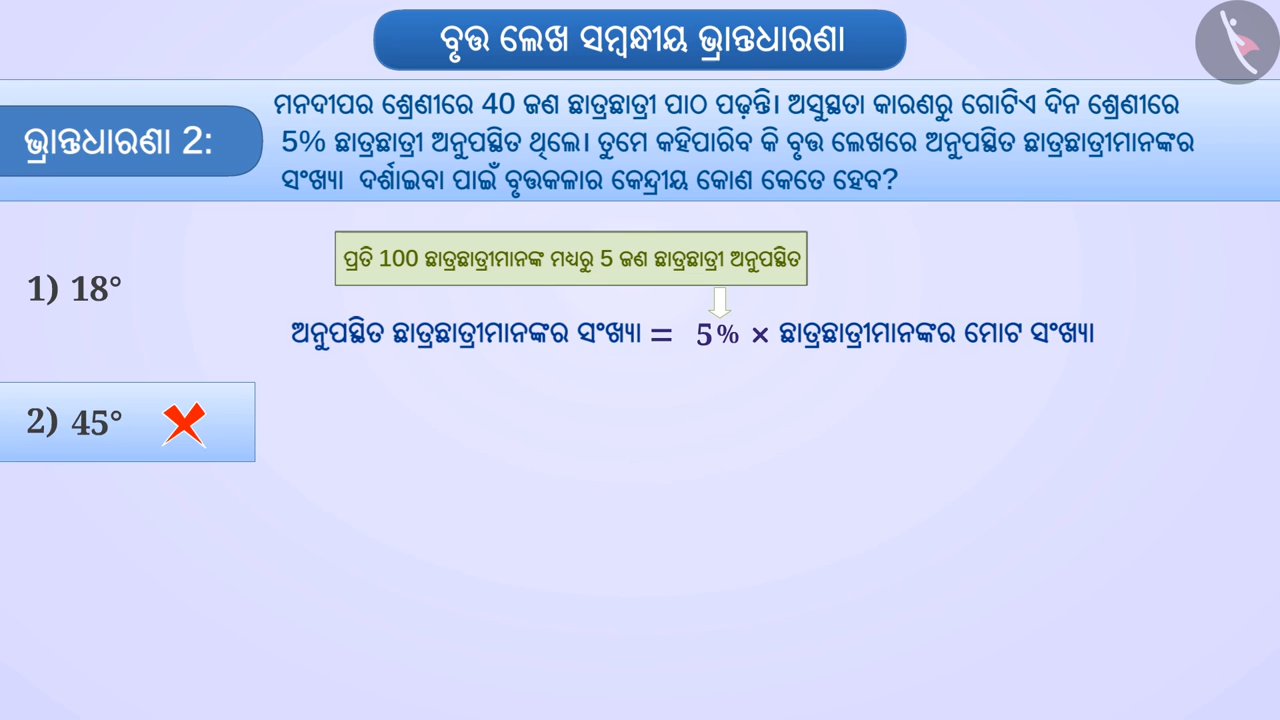 ବୃତ୍ତ ଲେଖ ସମ୍ବନ୍ଧୀୟ ଭ୍ରାନ୍ତଧାରଣା
ଭ୍ରାନ୍ତଧାରଣା 2:
ମନଦୀପର ଶ୍ରେଣୀରେ 40 ଜଣ ଛାତ୍ରଛାତ୍ରୀ ପାଠ ପଢ଼ନ୍ତି। ଅସୁସ୍ଥତା କାରଣରୁ ଗୋଟିଏ ଦିନ ଶ୍ରେଣୀରେ
5% ଛାତ୍ରଛାତ୍ରୀ ଅନୁପସ୍ଥିତ ଥିଲେ। ତୁମେ କହିପାରିବ କି ବୃତ୍ତ ଲେଖରେ ଅନୁପସ୍ଥିତ ଛାତ୍ରଛାତ୍ରୀମାନଙ୍କର
ସଂଖ୍ୟା ଦର୍ଶାଇବା ପାଇଁ ବୃତ୍ତକଳାର କେନ୍ଦ୍ରୀୟ କୋଣ କେତେ ହେବ?
ପ୍ରତି 100 ଛାତ୍ରଛାତ୍ରୀମାନଙ୍କ ମଧ୍ୟରୁ 5 ଜଣ ଛାତ୍ରଛାତ୍ରୀ ଅନୁପସ୍ଥିତ
1) 18°
ଅନୁପସ୍ଥିତ ଛାତ୍ରଛାତ୍ରୀମାନଙ୍କର ସଂଖ୍ୟା = 5% × ଛାତ୍ରଛାତ୍ରୀମାନଙ୍କର ମୋଟ ସଂଖ୍ୟା
2) 45°